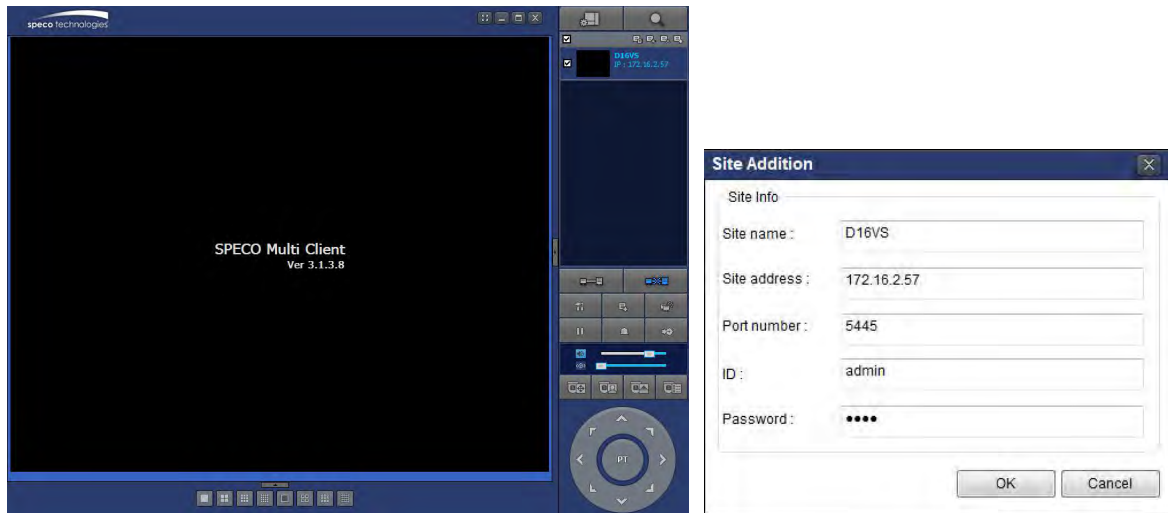 speco technologies
D16VS
IP : 172.16.2.57
SPECO Multi Client
Ver 3.1.3.8
PT
Site Addition
Site Info
Site name : D16VS
Site address : 172.16.2.57
Port number : 5445
ID : admin
Password : ••••
OK Cancel